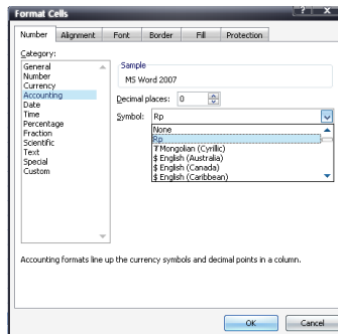 Format Cells
Number Alignment Font Border Fill Protection
Category:
General
Number
Currency
Accounting
Date
Time
Percentage
Fraction
Scientific
Text
Special
Custom
Sample
MS Word 2007
Decimal places: 0
Symbol: Rp
None
Rp
₮ Mongolian (Cyrillic)
$ English (Australia)
$ English (Canada)
$ English (Caribbean)
Accounting formats line up the currency symbols and decimal points in a column.
OK Cancel